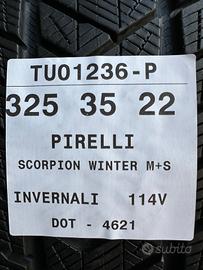 TU01236-P
325 35 22
PIRELLI
SCORPION WINTER M+S
INVERNALI 114V
DOT - 4621
subito